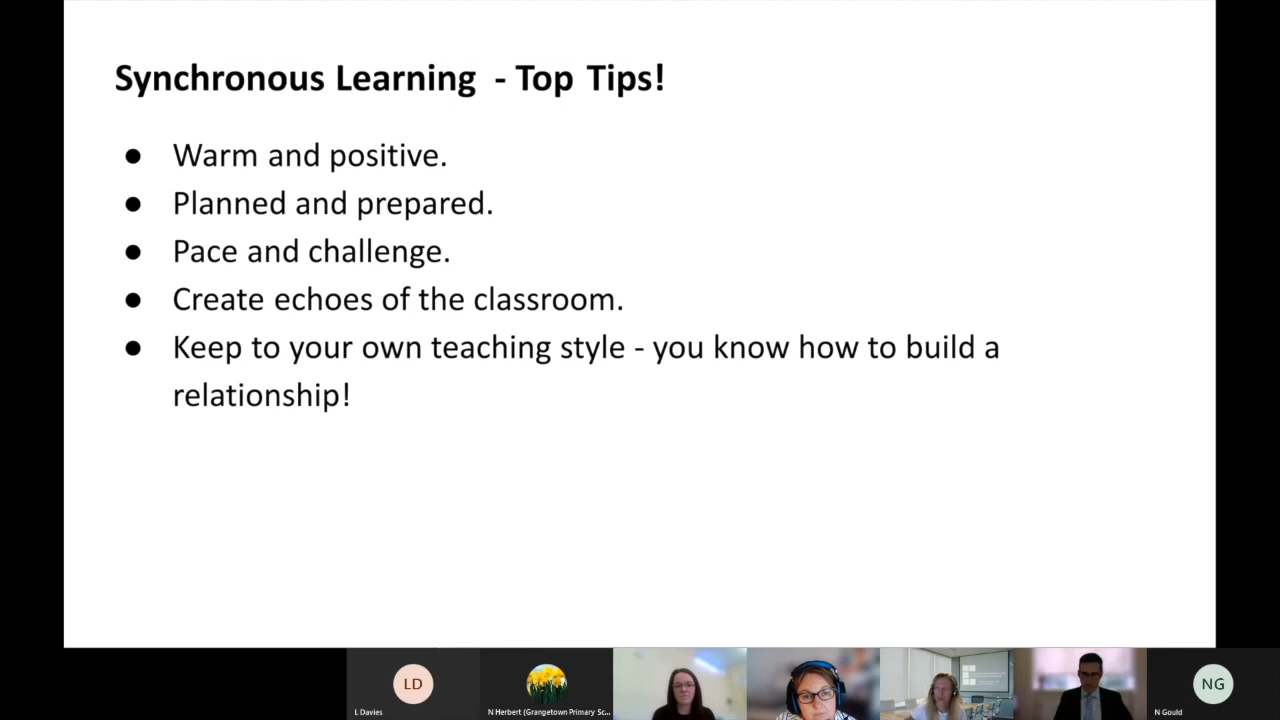 Synchronous Learning - Top Tips!
● Warm and positive.
● Planned and prepared.
● Pace and challenge.
● Create echoes of the classroom.
● Keep to your own teaching style - you know how to build a
relationship!
LD
NG
L Davies
N Herbert (Grangetown Primary Sc...
N Gould